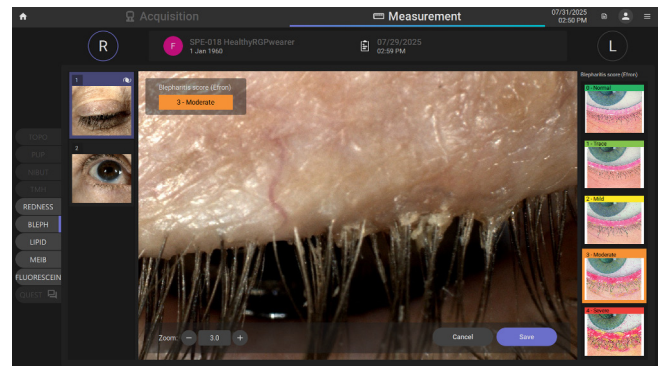 Acquisition
Measurement
07/31/2025
02:50 PM
R
F
SPE-018 HealthyRGPwearer
1 Jan 1960
07/29/2025
02:59 PM
L
1
2
TOPO
PUP
NIBUT
TMH
REDNESS
BLEPH
LIPID
MEIB
FLUORESCEIN
QUEST
Blepharitis score (Efron)
3 - Moderate
Zoom:
−
3.0
+
Cancel
Save
Blepharitis score (Efron)
0 - Normal
1 - Trace
2 - Mild
3 - Moderate
4 - Severe